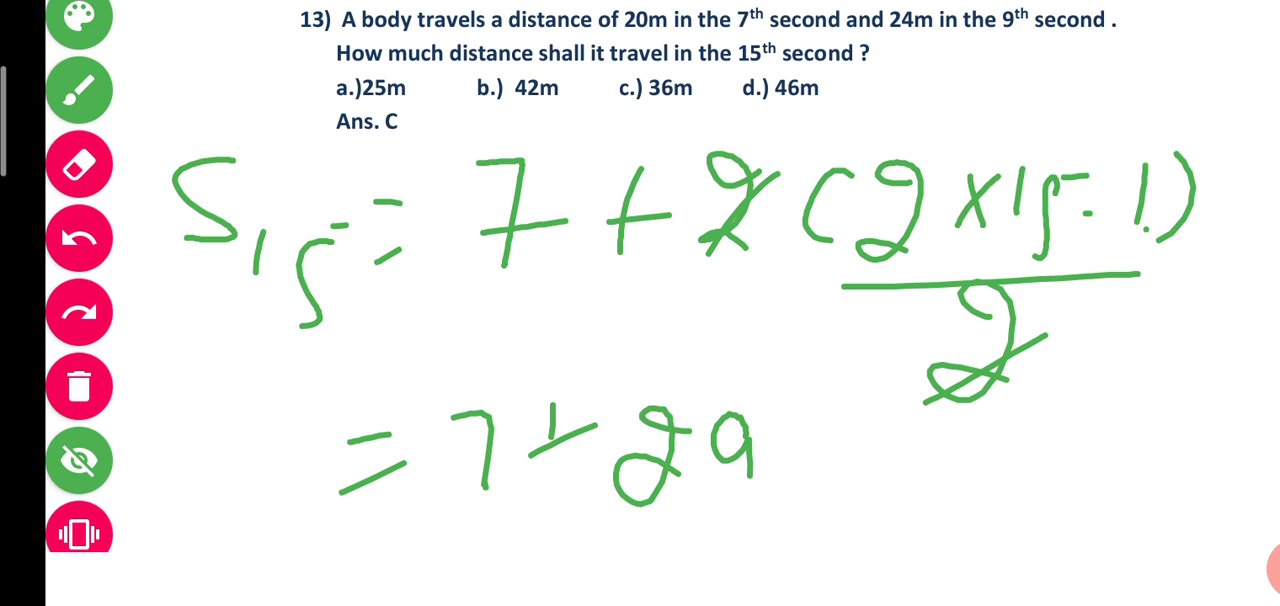 13) A body travels a distance of 20m in the 7th second and 24m in the 9th second .
How much distance shall it travel in the 15th second ?
a.)25m b.) 42m c.) 36m d.) 46m
Ans. C
S15 = 7 + 2 (2 x 15 - 1)
2
= 7 + 29